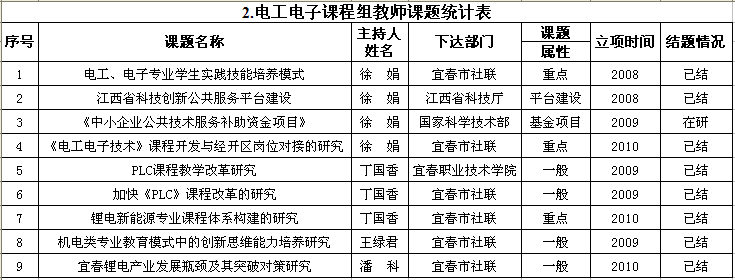 2.电工电子课程组教师课题统计表
序号 课题名称 主持人姓名 下达部门 课题属性 立项时间 结题情况
1 电工、电子专业学生实践技能培养模式 徐 娟 宜春市社联 重点 2008 已结
2 江西省科技创新公共服务平台建设 徐 娟 江西省科技厅 平台建设 2008 已结
3 《中小企业公共技术服务补助资金项目》 徐 娟 国家科学技术部 基金项目 2009 在研
4 《电工电子技术》课程开发与经开区岗位对接的研究 徐 娟 宜春市社联 重点 2010 已结
5 PLC课程教学改革研究 丁国香 宜春职业技术学院 一般 2009 已结
6 加快《PLC》课程改革的研究 丁国香 宜春市社联 一般 2009 已结
7 锂电新能源专业课程体系构建的研究 丁国香 宜春市社联 重点 2010 已结
8 机电类专业教育模式中的创新思维能力培养研究 王绿君 宜春市社联 一般 2009 已结
9 宜春锂电产业发展瓶颈及其突破对策研究 潘 科 宜春市社联 一般 2010 已结